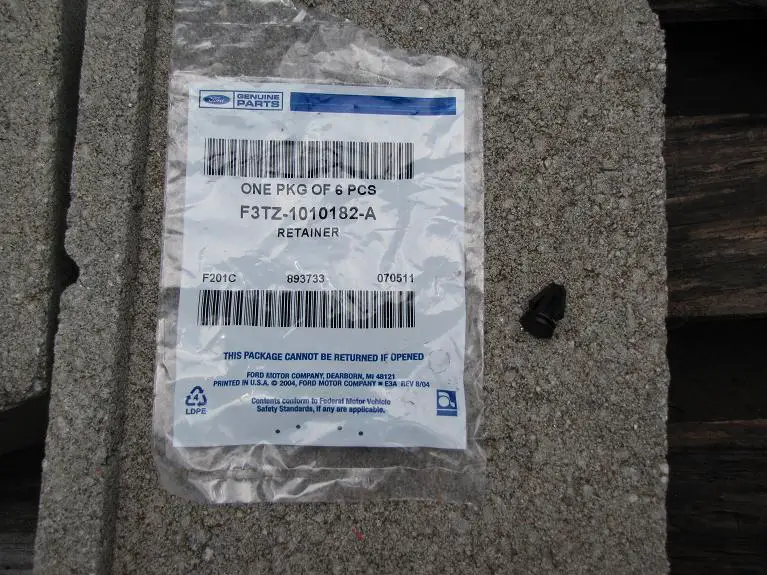 Ford GENUINE PARTS
ONE PKG OF 6 PCS
F3TZ-1010182-A
RETAINER
F201C 893733 070511
THIS PACKAGE CANNOT BE RETURNED IF OPENED
FORD MOTOR COMPANY, DEARBORN, MI 48121
PRINTED IN U.S.A. © 2004, FORD MOTOR COMPANY ■ E3A REV 8/04
Contents conform to Federal Motor Vehicle
Safety Standards, if any are applicable.
4
LDPE